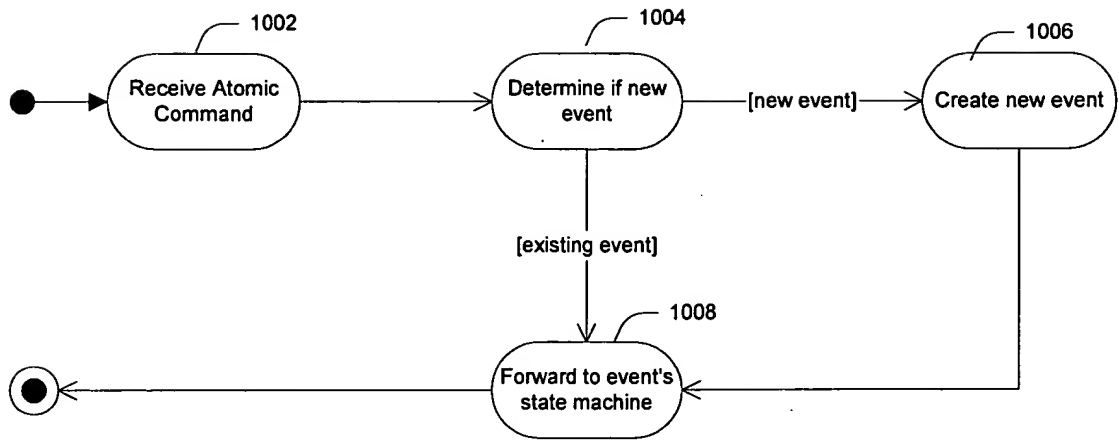 1002
Receive Atomic
Command
1004
Determine if new
event
[new event]
1006
Create new event
[existing event]
1008
Forward to event's
state machine